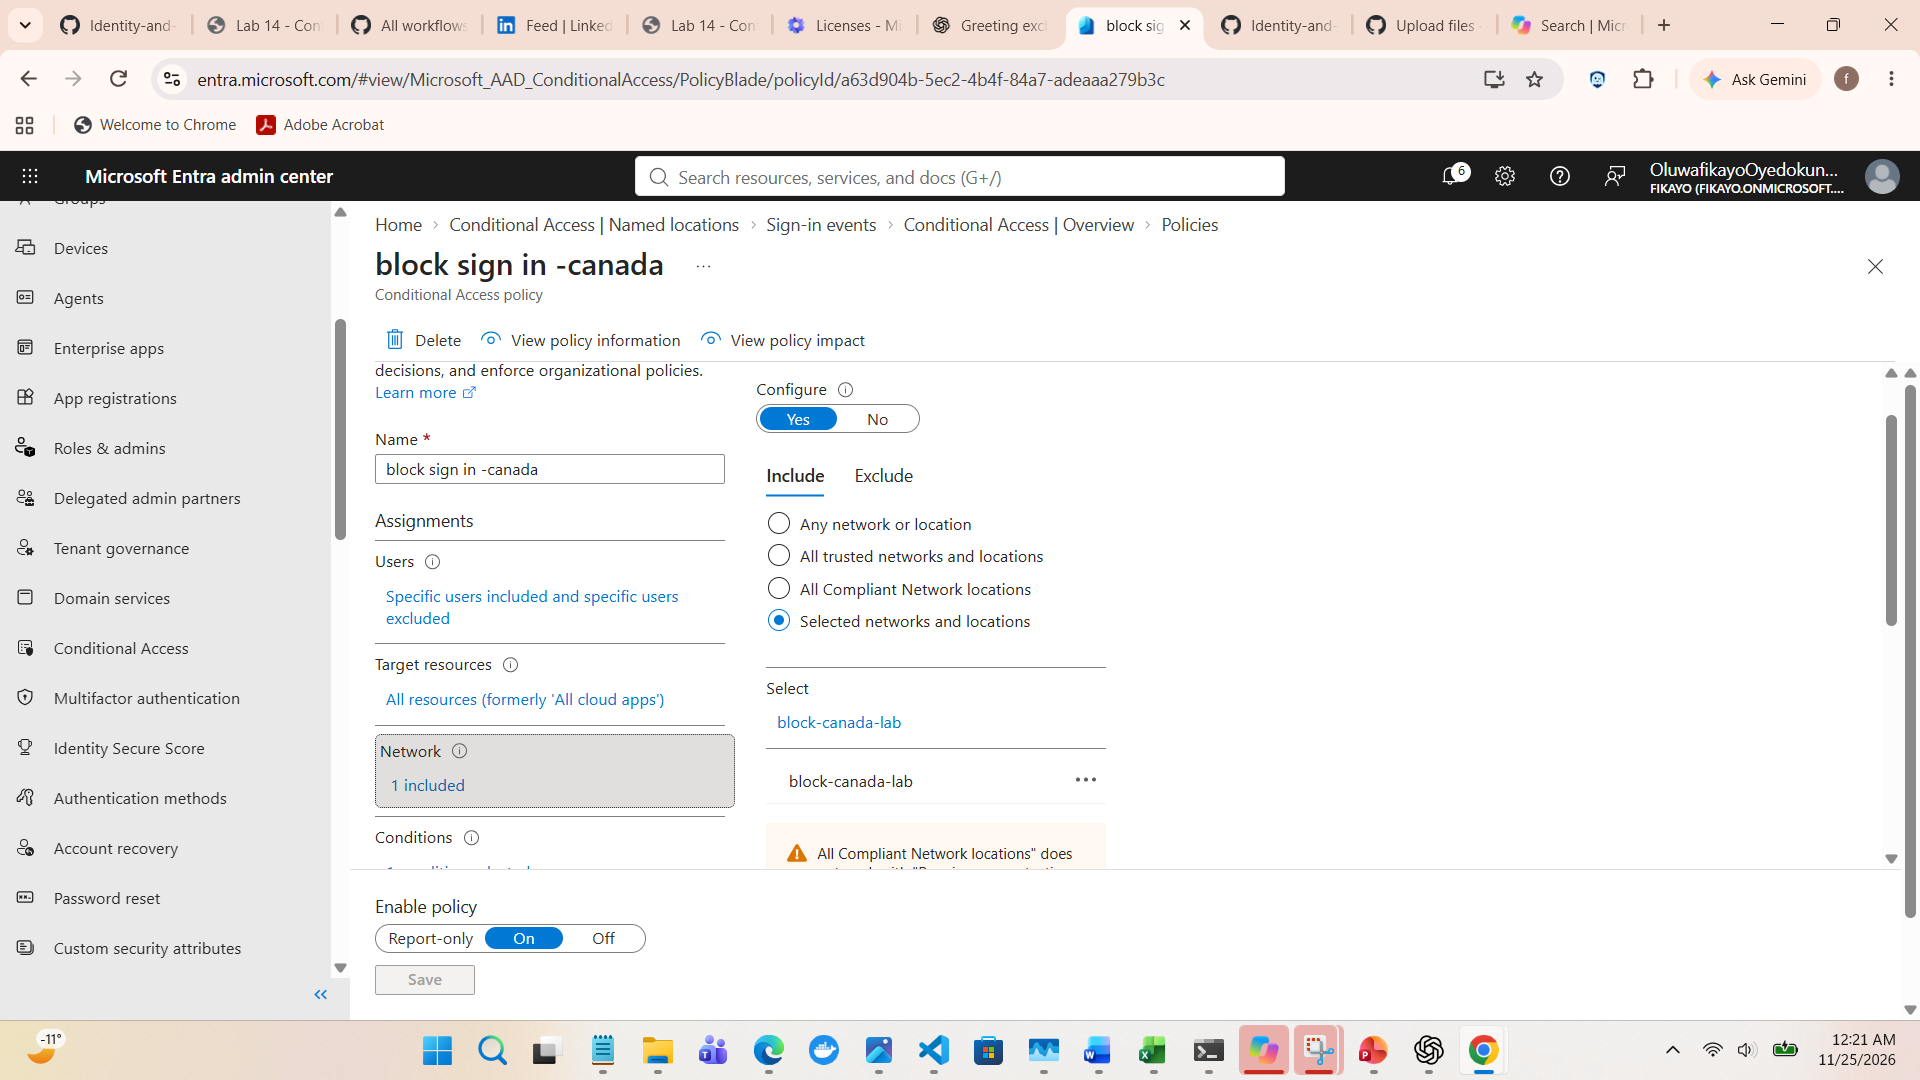 Identity-and-
Lab 14 - Con
All workflows
Feed | Linked
Lab 14 - Con
Licenses - Mi
Greeting exc
block sig
Identity-and-
Upload files -
Search | Micr
entra.microsoft.com/#view/Microsoft_AAD_ConditionalAccess/PolicyBlade/policyId/a63d904b-5ec2-4b4f-84a7-adeaaa279b3c
Ask Gemini
f
Welcome to Chrome
Adobe Acrobat
Microsoft Entra admin center
Search resources, services, and docs (G+/)
6
OluwafikayoOyedokun...
FIKAYO (FIKAYO.ONMICROSOFT....
Groups
Devices
Agents
Enterprise apps
App registrations
Roles & admins
Delegated admin partners
Tenant governance
Domain services
Conditional Access
Multifactor authentication
Identity Secure Score
Authentication methods
Account recovery
Password reset
Custom security attributes
Home > Conditional Access | Named locations > Sign-in events > Conditional Access | Overview > Policies
block sign in -canada ...
Conditional Access policy
Delete
View policy information
View policy impact
decisions, and enforce organizational policies.
Learn more
Name *
block sign in -canada
Assignments
Users
Specific users included and specific users
excluded
Target resources
All resources (formerly 'All cloud apps')
Network
1 included
Conditions
Configure
Yes No
Include Exclude
Any network or location
All trusted networks and locations
All Compliant Network locations
Selected networks and locations
Select
block-canada-lab
block-canada-lab
All Compliant Network locations" does
Enable policy
Report-only On Off
Save
-11°
12:21 AM
11/25/2026